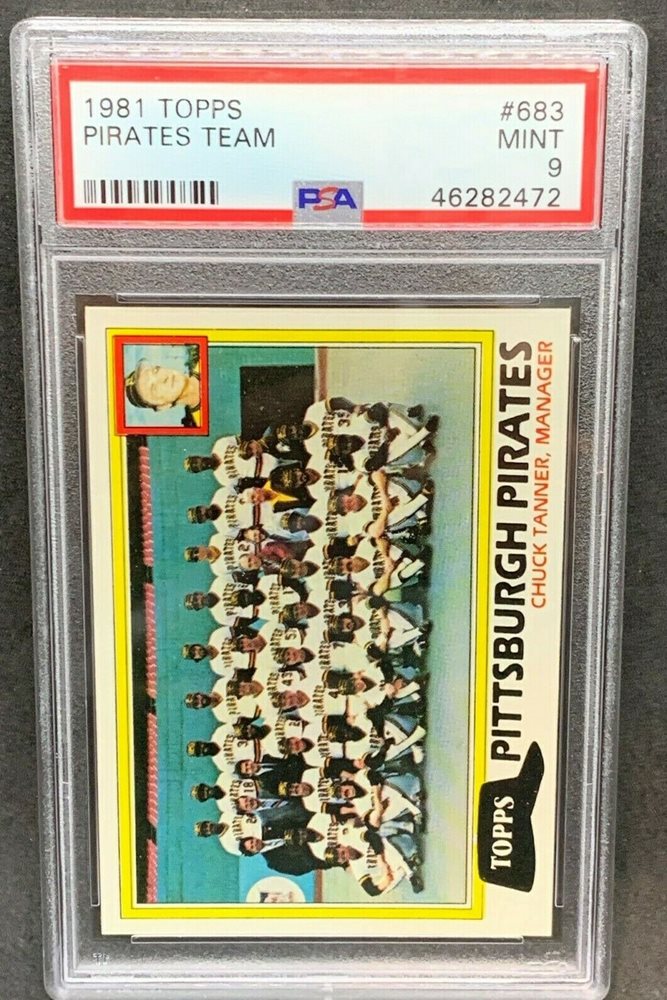 1981 TOPPS #683
PIRATES TEAM MINT
9
PSA 46282472
TOPPS PITTSBURGH PIRATES
CHUCK TANNER, MANAGER